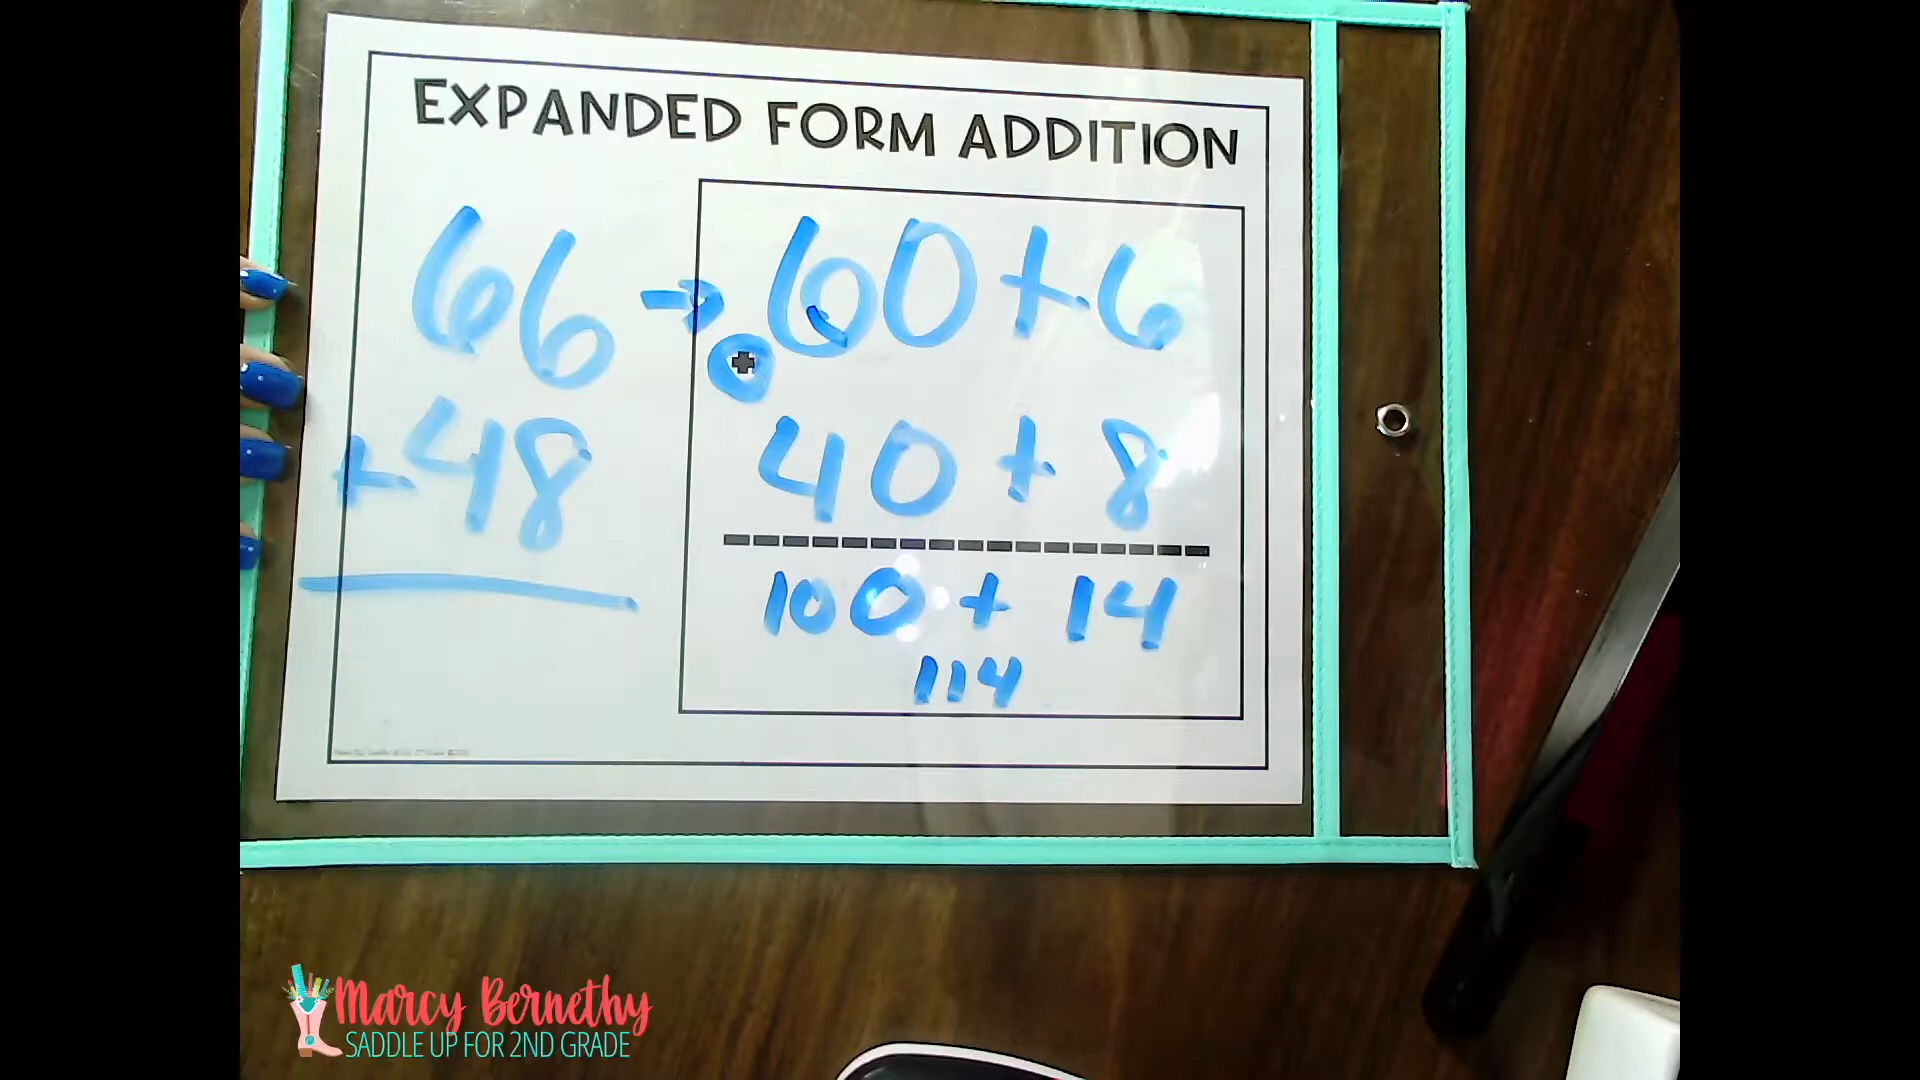 EXPANDED FORM ADDITION
66 → 60 + 6
+
+ 48 40 + 8
100 + 14
114
Marcy Bernethy
SADDLE UP FOR 2ND GRADE